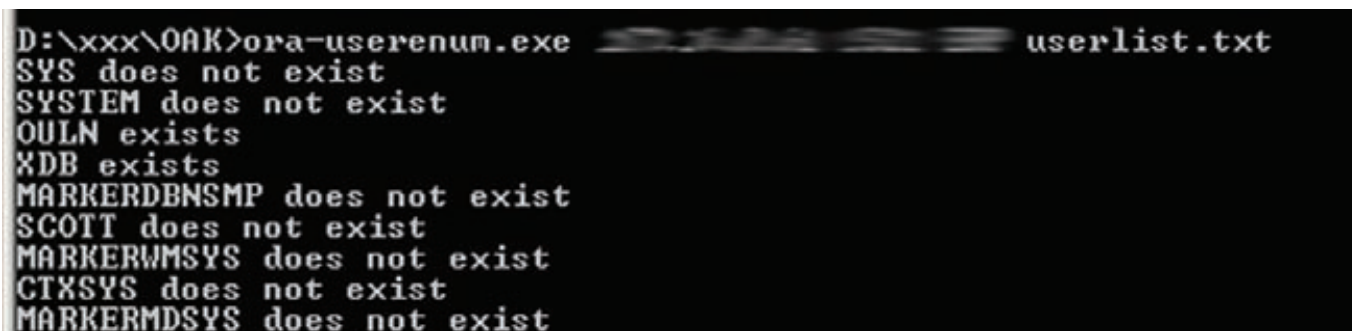 D:\xxx\OAK>ora-userenum.exe userlist.txt
SYS does not exist
SYSTEM does not exist
OULN exists
XDB exists
MARKERDBNSMP does not exist
SCOTT does not exist
MARKERWMSYS does not exist
CTXSYS does not exist
MARKERMDSYS does not exist